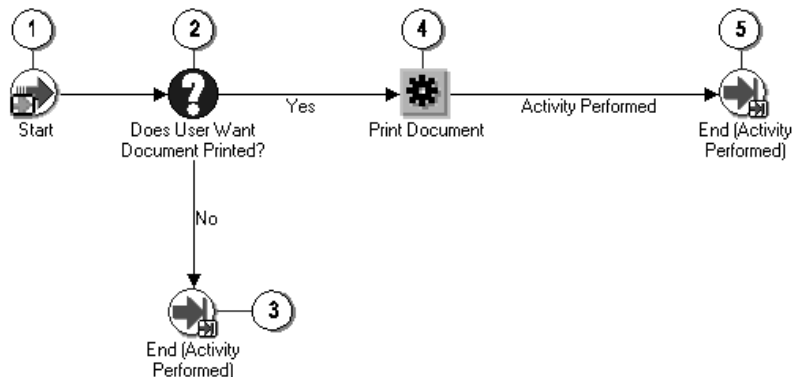 1
2
4
5
Start
Does User Want
Document Printed?
Yes
Print Document
Activity Performed
End (Activity
Performed)
No
3
End (Activity
Performed)